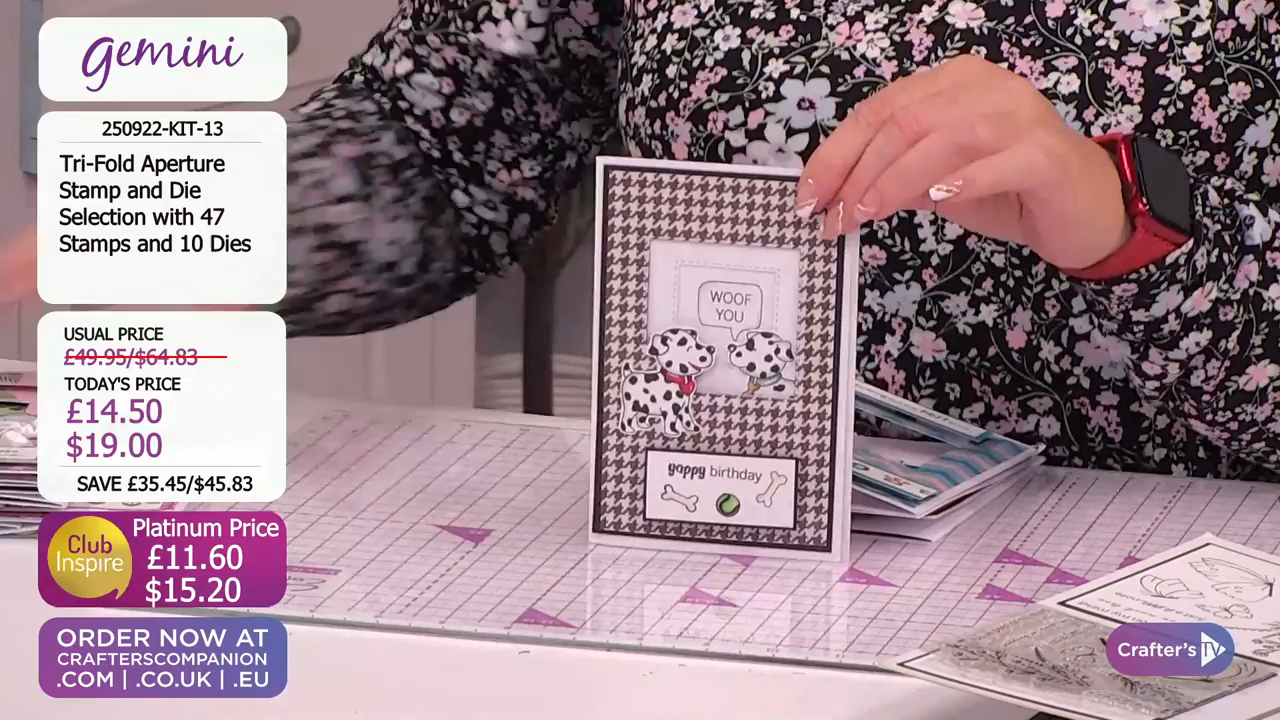 gemini
250922-KIT-13
Tri-Fold Aperture
Stamp and Die
Selection with 47
Stamps and 10 Dies
USUAL PRICE
£49.95/$64.83
TODAY'S PRICE
£14.50
$19.00
SAVE £35.45/$45.83
Club
Inspire
Platinum Price
£11.60
$15.20
ORDER NOW AT
CRAFTERSCOMPANION
.COM | .CO.UK | .EU
WOOF
YOU
yappy birthday
Crafter's TV